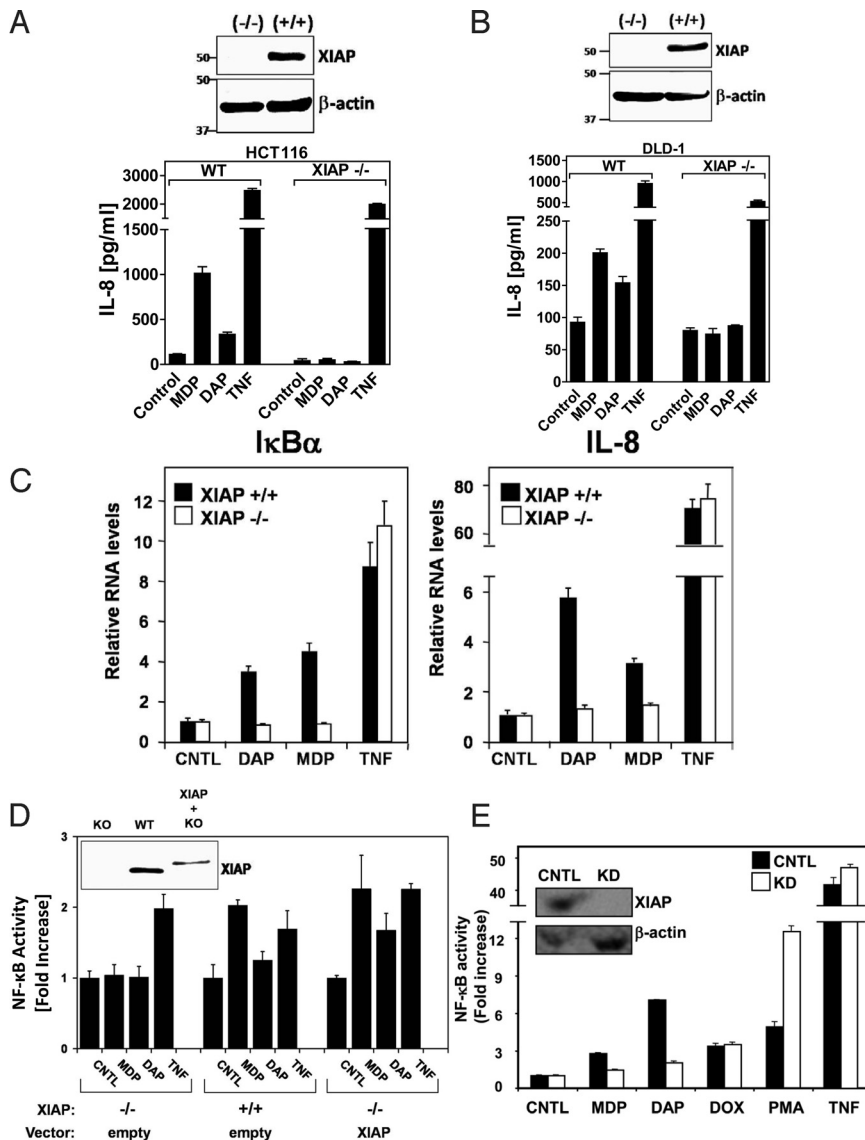 A
(-/-) (+/+)
50
XIAP
50
β-actin
37
HCT116
WT XIAP -/-
IL-8 [pg/ml]
3000
2000
1000
500
0
Control MDP DAP TNF Control MDP DAP TNF
B
(-/-) (+/+)
50
XIAP
50
β-actin
37
DLD-1
WT XIAP -/-
IL-8 [pg/ml]
1000
500
250
200
150
100
50
0
Control MDP DAP TNF Control MDP DAP TNF
C
IκBα
XIAP +/+
XIAP -/-
Relative RNA levels
12
10
8
6
4
2
0
CNTL DAP MDP TNF
IL-8
XIAP +/+
XIAP -/-
Relative RNA levels
80
60
6
4
2
0
CNTL DAP MDP TNF
D
KO WT XIAP + KO
XIAP
NF-κB Activity
[Fold Increase]
3
2
1
0
CNTL MDP DAP TNF CNTL MDP DAP TNF CNTL MDP DAP TNF
XIAP: -/- +/+ -/-
Vector: empty empty XIAP
E
CNTL KD
XIAP
β-actin
CNTL
KD
NF-κB activity
(Fold increase)
50
40
12
9
6
3
0
CNTL MDP DAP DOX PMA TNF